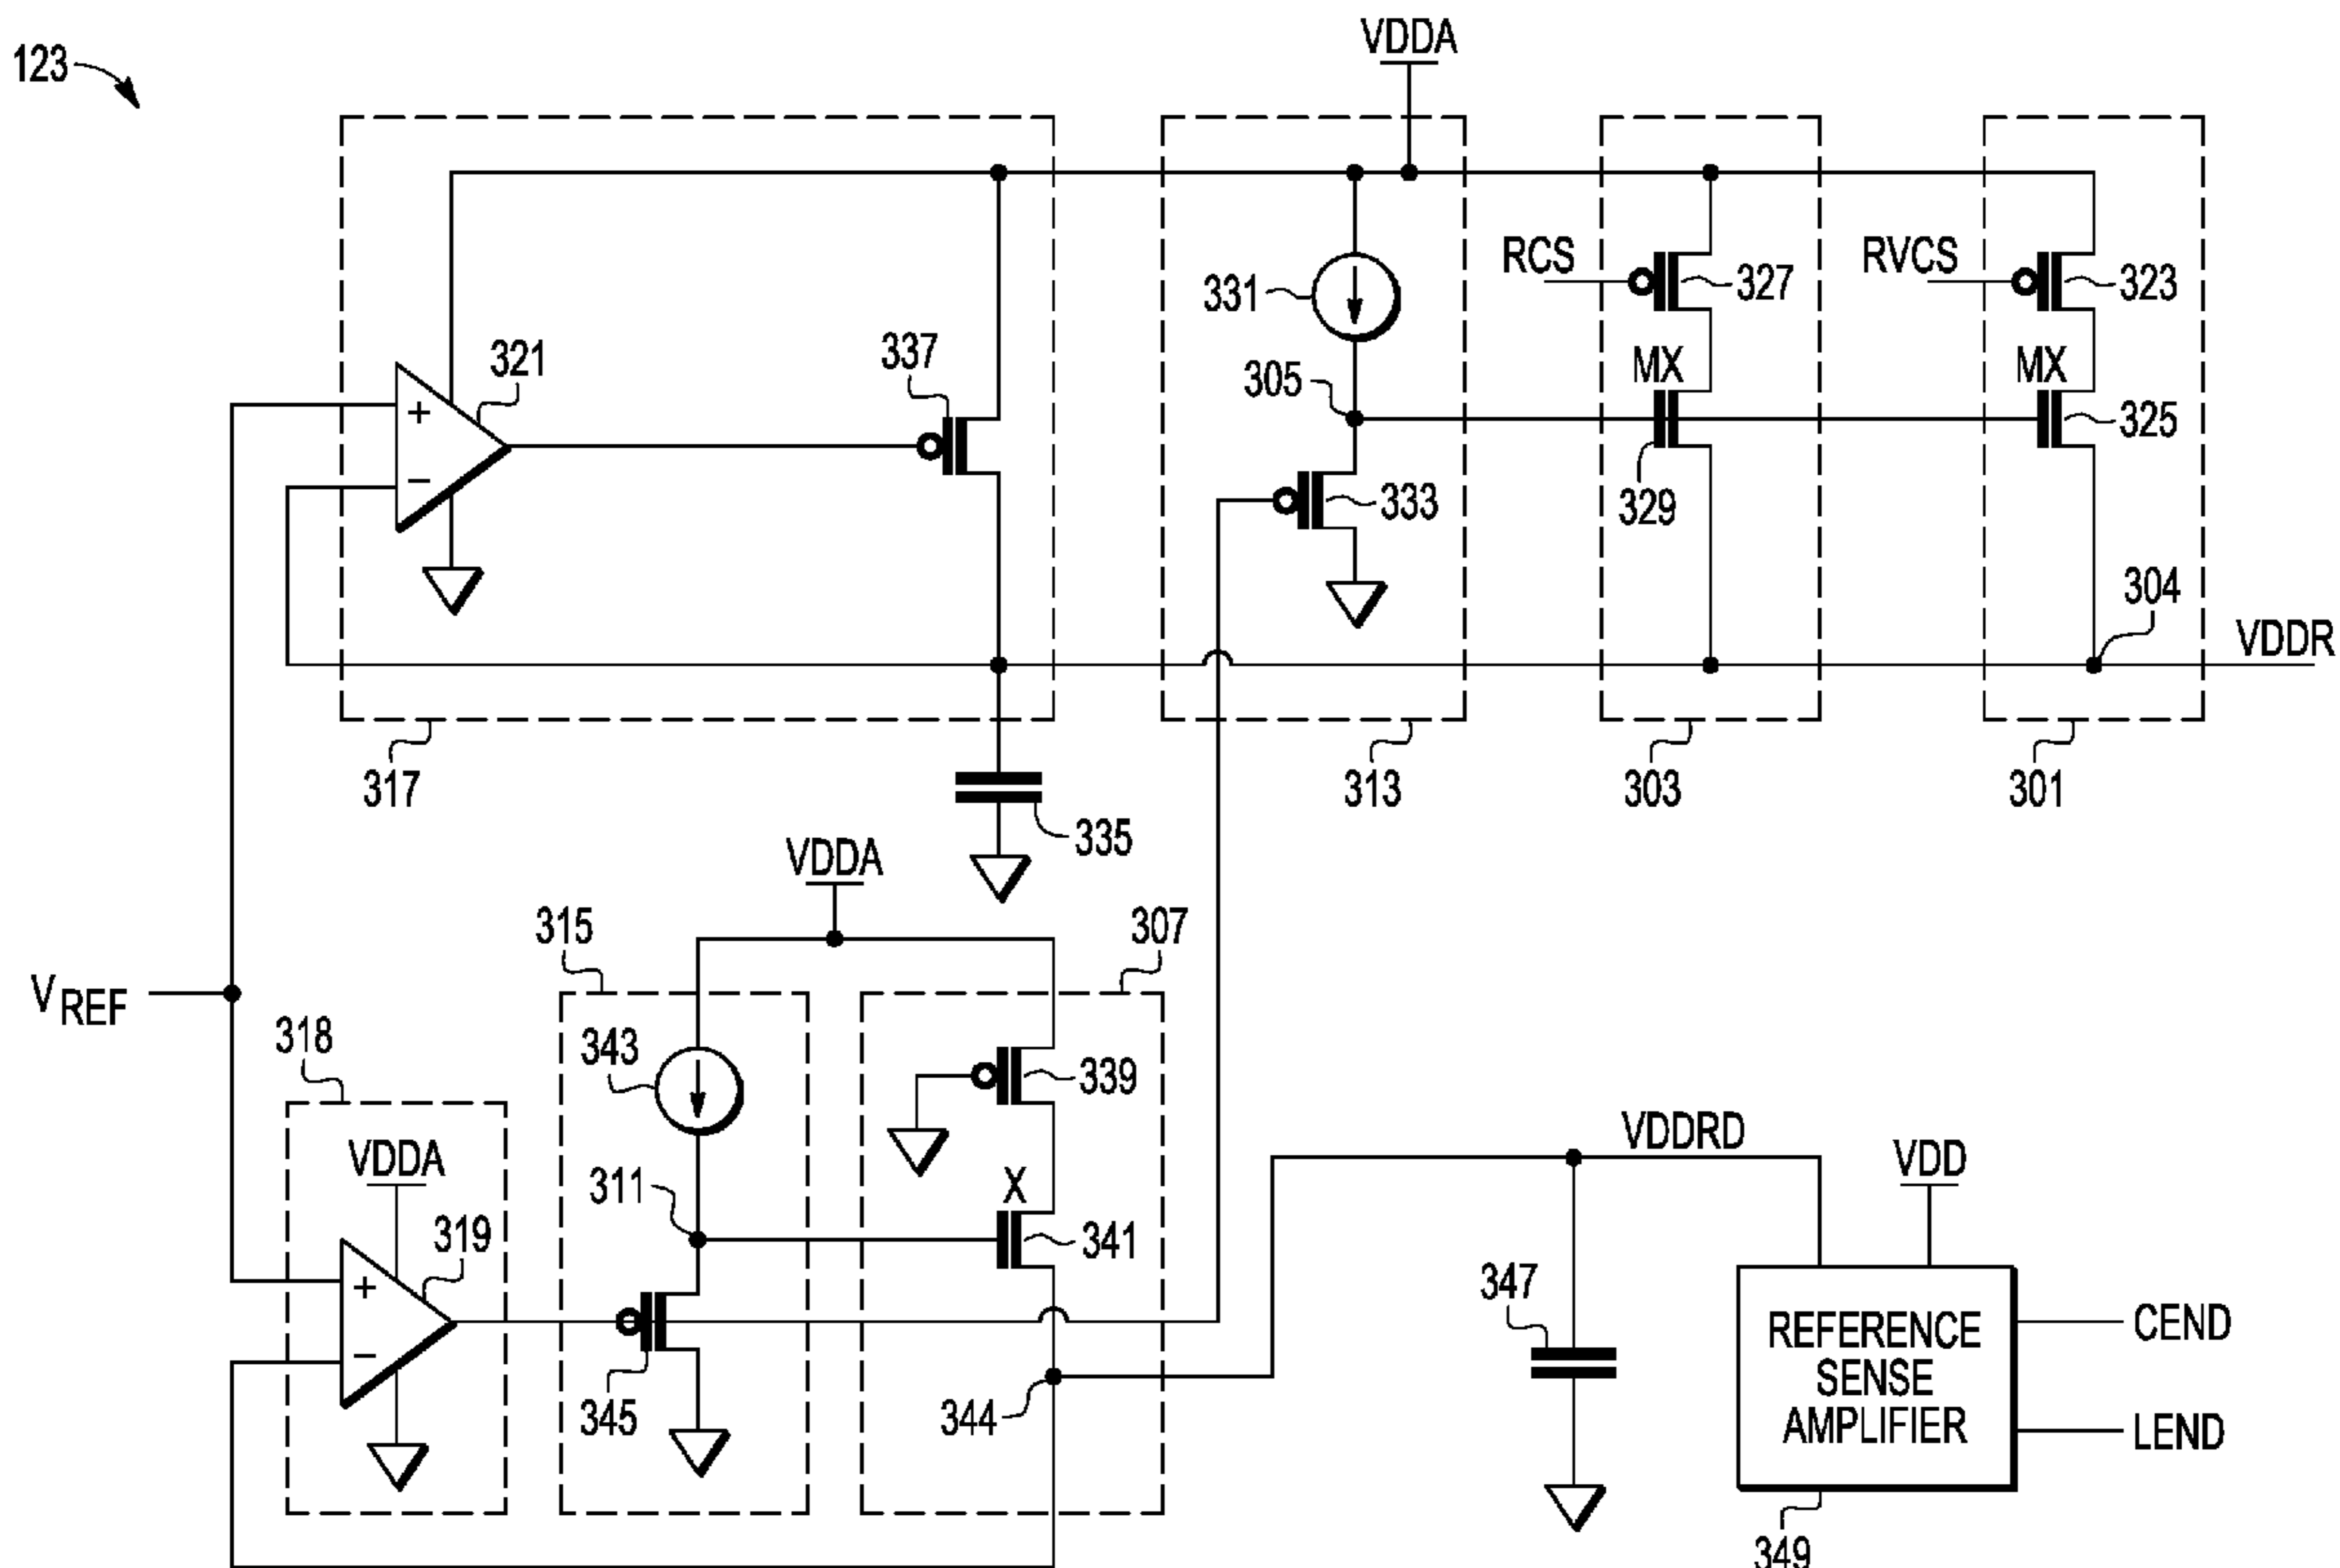 123
VDDA
RCS
327
RVCS
323
331
321
337
305
MX
MX
325
+
−
333
329
304
VDDR
317
313
303
301
335
VDDA
315
307
VREF
318
343
339
VDDA
311
X
VDDRD
VDD
319
341
+
−
347
REFERENCE
SENSE
AMPLIFIER
CEND
LEND
345
344
349